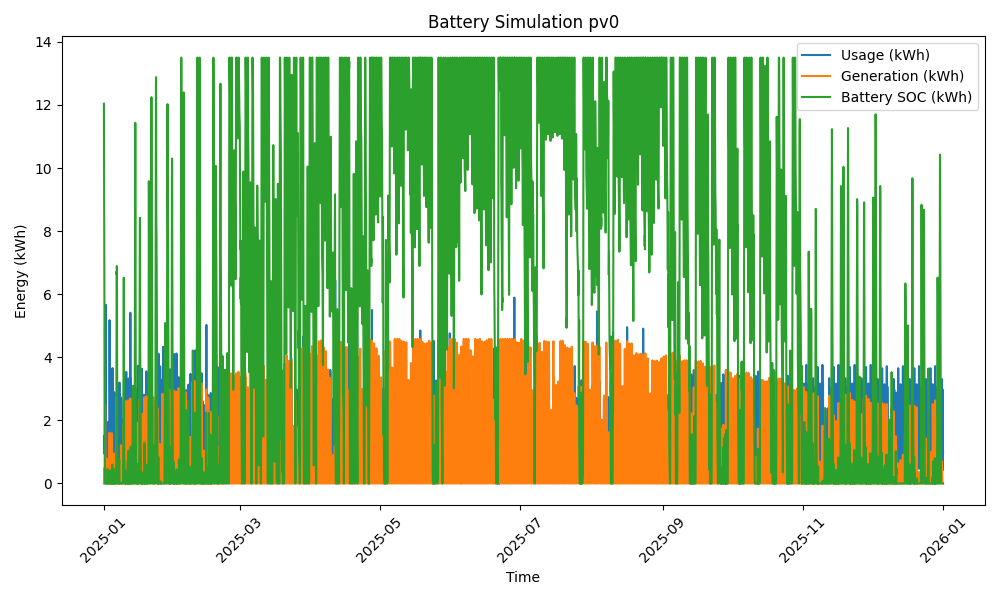 Battery Simulation pv0
Usage (kWh)
Generation (kWh)
Battery SOC (kWh)
Energy (kWh)
14
12
10
8
6
4
2
0
2025-01
2025-03
2025-05
2025-07
2025-09
2025-11
2026-01
Time